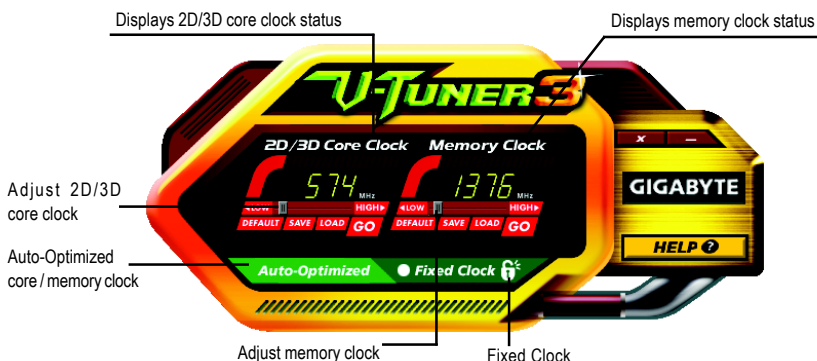 Displays 2D/3D core clock status
Displays memory clock status
V-TUNER3
2D/3D Core Clock
Memory Clock
574 MHz
1376 MHz
Adjust 2D/3D
core clock
◄LOW HIGH►
◄LOW HIGH►
DEFAULT SAVE LOAD GO
DEFAULT SAVE LOAD GO
x –
GIGABYTE
HELP ?
Auto-Optimized
core / memory clock
Auto-Optimized
Fixed Clock
Adjust memory clock
Fixed Clock